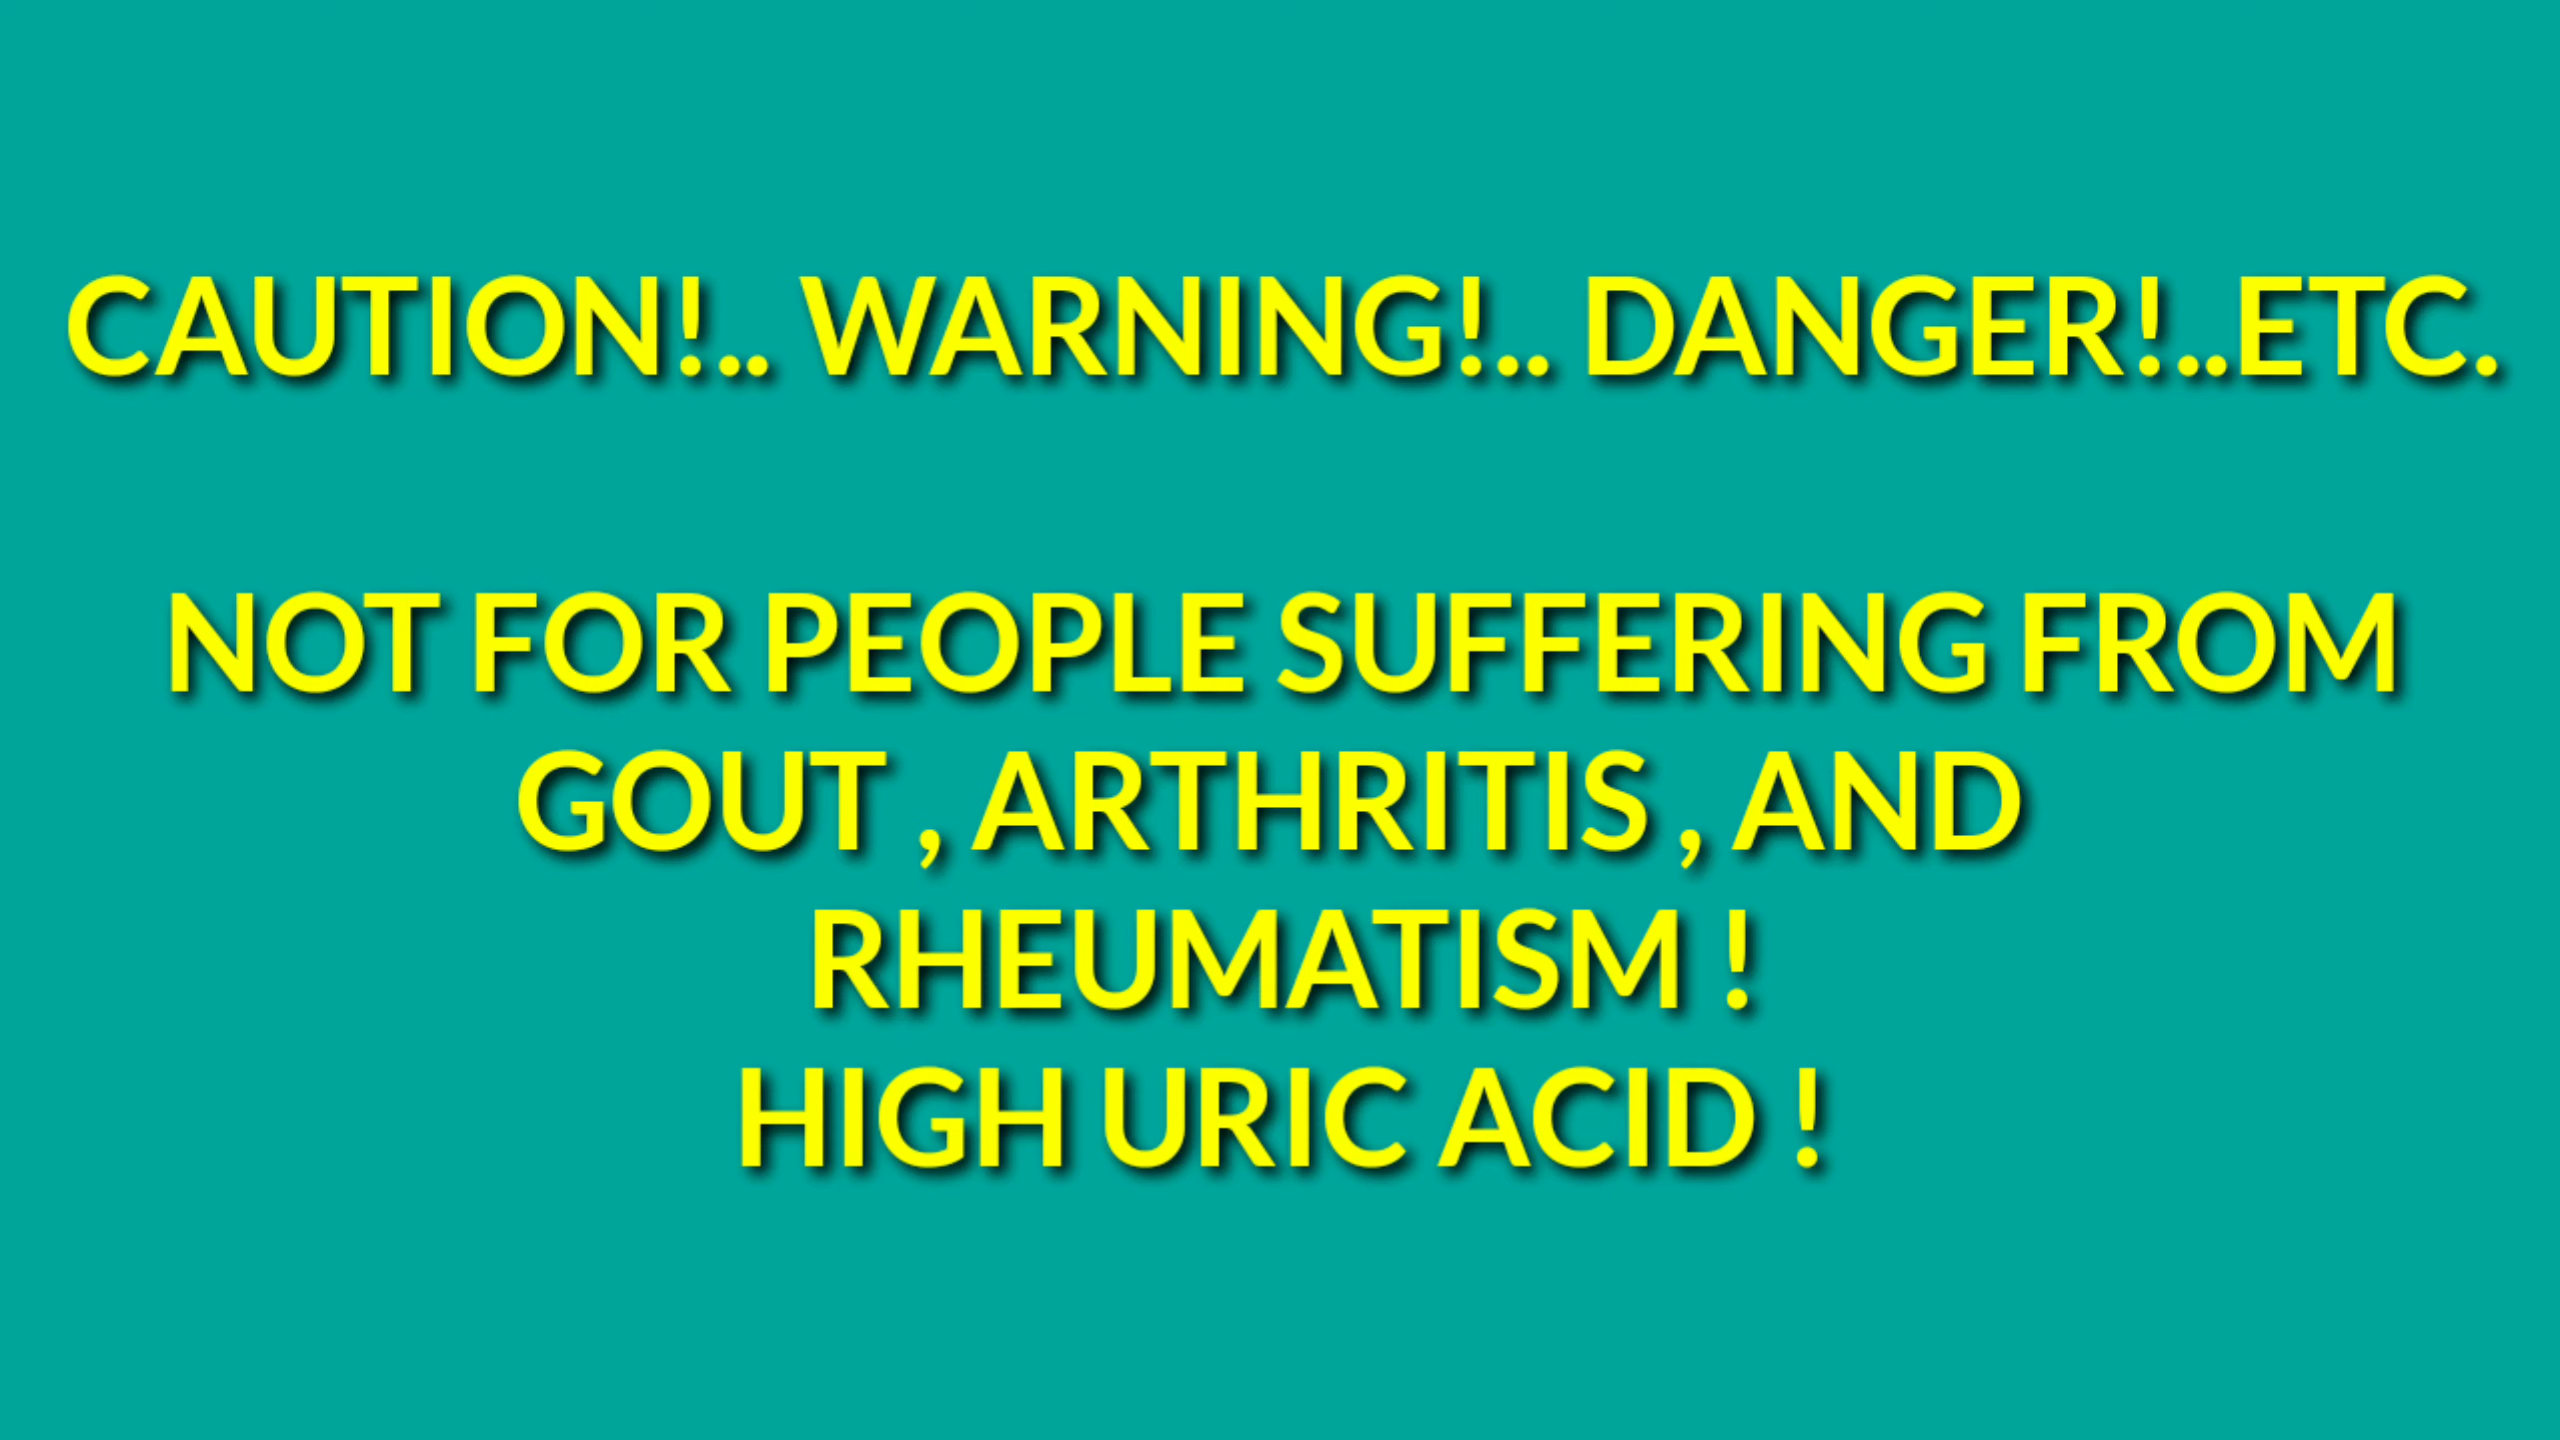 CAUTION!.. WARNING!.. DANGER!..ETC.
NOT FOR PEOPLE SUFFERING FROM
GOUT , ARTHRITIS , AND
RHEUMATISM !
HIGH URIC ACID !